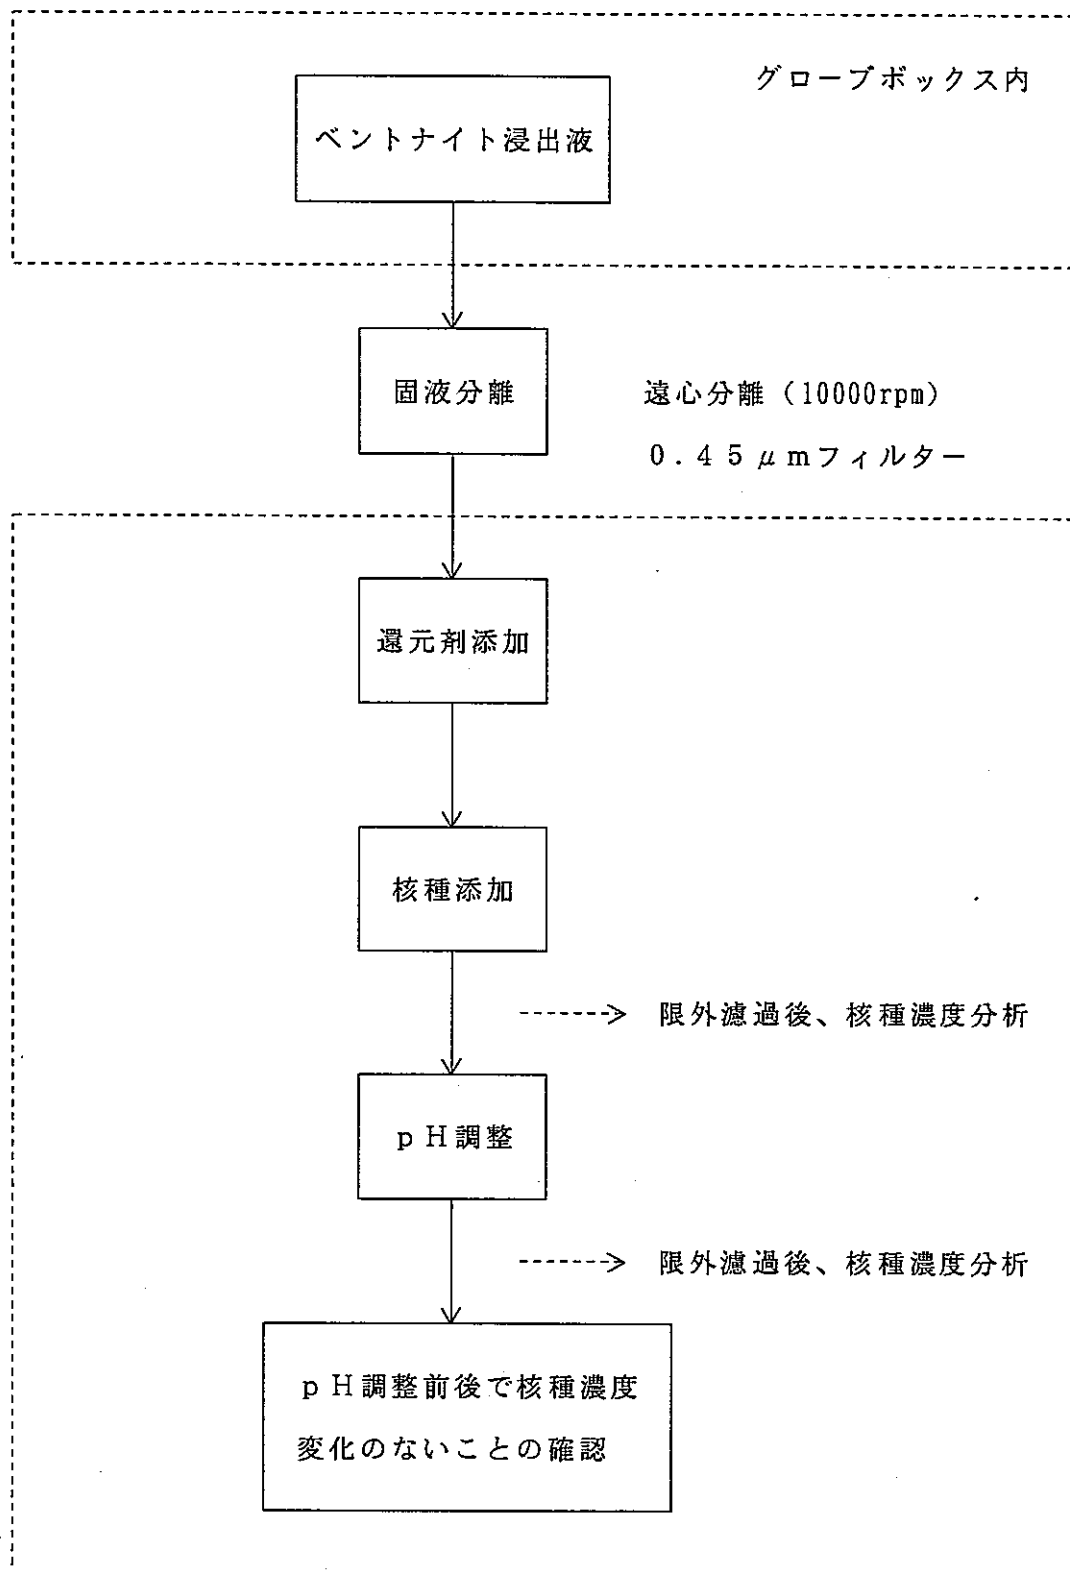 グローブボックス内
ベントナイト浸出液
固液分離
遠心分離（10000rpm）
０．４５μmフィルター
還元剤添加
核種添加
限外濾過後、核種濃度分析
ｐＨ調整
限外濾過後、核種濃度分析
ｐＨ調整前後で核種濃度
変化のないことの確認